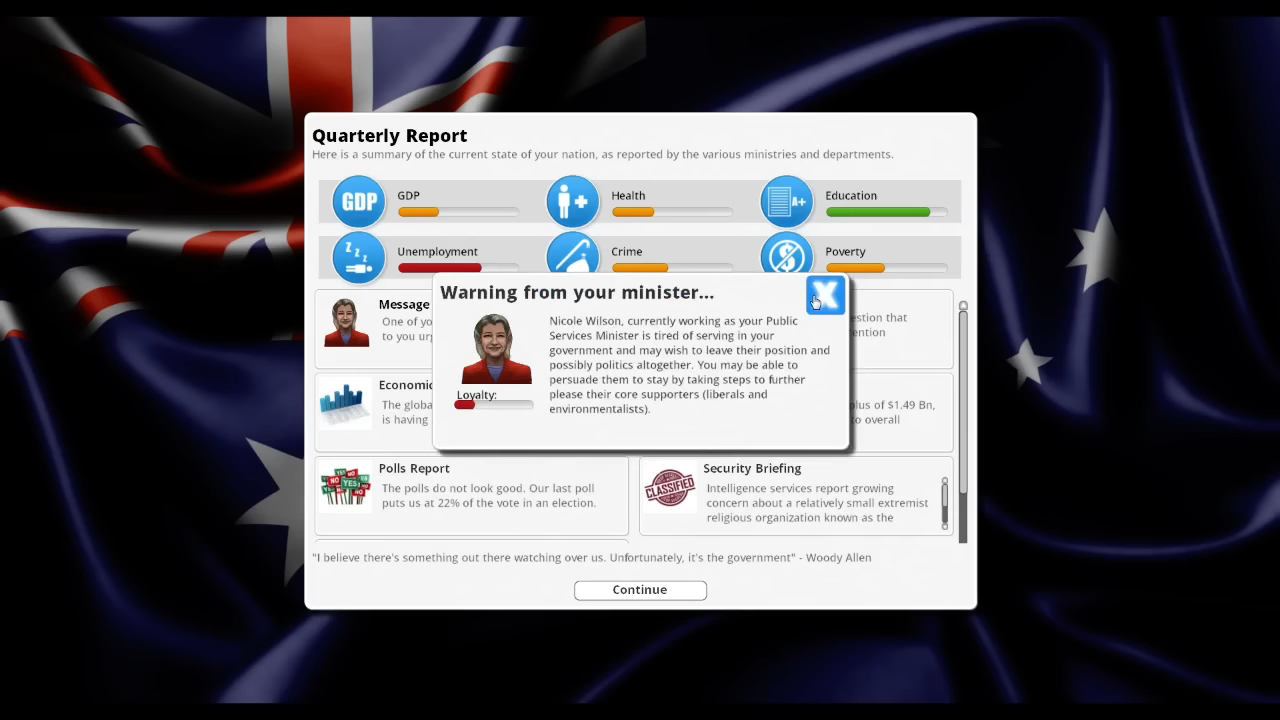 Quarterly Report
Here is a summary of the current state of your nation, as reported by the various ministries and departments.
GDP
GDP
Health
A+
Education
Unemployment
Crime
Poverty
Message
One of yo
to you urg
estion that
ention
Warning from your minister...
X
Nicole Wilson, currently working as your Public
Services Minister is tired of serving in your
government and may wish to leave their position and
possibly politics altogether. You may be able to
persuade them to stay by taking steps to further
please their core supporters (liberals and
environmentalists).
Loyalty:
Economic
The globa
is having
plus of $1.49 Bn,
to overall
Polls Report
The polls do not look good. Our last poll
puts us at 22% of the vote in an election.
CLASSIFIED
Security Briefing
Intelligence services report growing
concern about a relatively small extremist
religious organization known as the
"I believe there's something out there watching over us. Unfortunately, it's the government" - Woody Allen
Continue